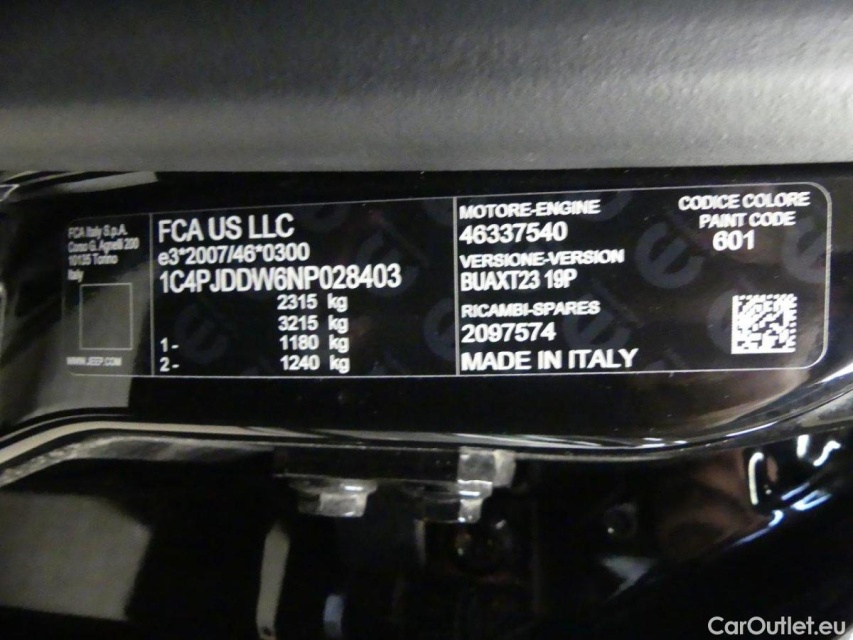 FCA Italy S.p.A.
Corso G. Agnelli 200
10135 Torino
Italy
WWW.JEEP.COM
FCA US LLC
e3*2007/46*0300
1C4PJDDW6NP028403
2315 kg
3215 kg
1- 1180 kg
2- 1240 kg
MOTORE-ENGINE
46337540
VERSIONE-VERSION
BUAXT23 19P
RICAMBI-SPARES
2097574
MADE IN ITALY
CODICE COLORE
PAINT CODE
601
CarOutlet.eu